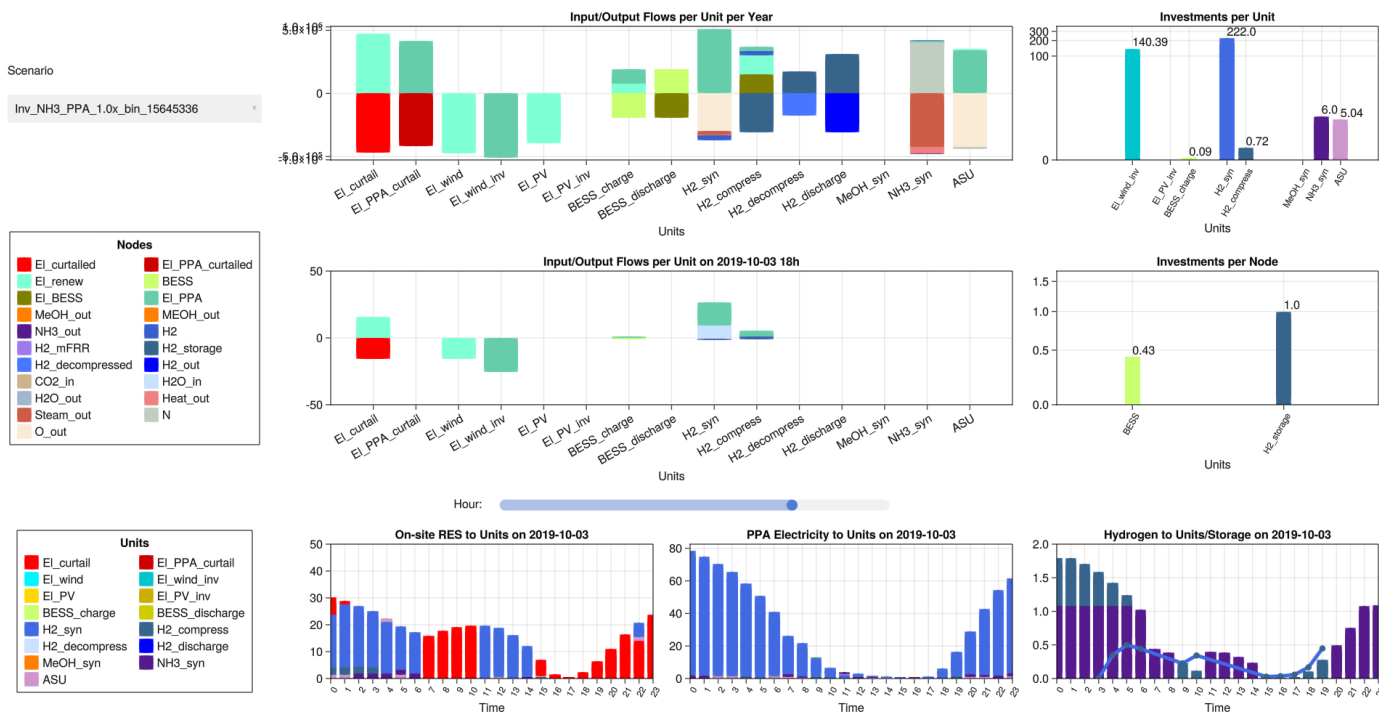 Scenario
Inv_NH3_PPA_1.0x_bin_15645336
Nodes
El_curtailed El_PPA_curtailed
El_renew BESS
El_BESS El_PPA
MeOH_out MEOH_out
NH3_out H2
H2_mFRR H2_storage
H2_decompressed H2_out
CO2_in H2O_in
H2O_out Heat_out
Steam_out N
O_out
Units
El_curtail El_PPA_curtail
El_wind El_wind_inv
El_PV El_PV_inv
BESS_charge BESS_discharge
H2_syn H2_compress
H2_decompress H2_discharge
MeOH_syn NH3_syn
ASU
Input/Output Flows per Unit per Year
0
El_curtail
El_PPA_curtail
El_wind
El_wind_inv
El_PV
El_PV_inv
BESS_charge
BESS_discharge
H2_syn
H2_compress
H2_decompress
H2_discharge
MeOH_syn
NH3_syn
ASU
Units
Investments per Unit
300
200
100
0
140.39
0.09
222.0
0.72
6.0
5.04
El_wind_inv
El_PV_inv
BESS_charge
H2_syn
H2_compress
MeOH_syn
NH3_syn
ASU
Units
Input/Output Flows per Unit on 2019-10-03 18h
50
0
-50
El_curtail
El_PPA_curtail
El_wind
El_wind_inv
El_PV
El_PV_inv
BESS_charge
BESS_discharge
H2_syn
H2_compress
H2_decompress
H2_discharge
MeOH_syn
NH3_syn
ASU
Units
Investments per Node
1.5
1.0
0.5
0.0
0.43
1.0
BESS
H2_storage
Units
Hour:
On-site RES to Units on 2019-10-03
50
40
30
20
10
0
0 1 2 3 4 5 6 7 8 9 10 11 12 13 14 15 16 17 18 19 20 21 22 23
Time
PPA Electricity to Units on 2019-10-03
80
60
40
20
0
0 1 2 3 4 5 6 7 8 9 10 11 12 13 14 15 16 17 18 19 20 21 22 23
Time
Hydrogen to Units/Storage on 2019-10-03
2.0
1.5
1.0
0.5
0.0
0 1 2 3 4 5 6 7 8 9 10 11 12 13 14 15 16 17 18 19 20 21 22 23
Time